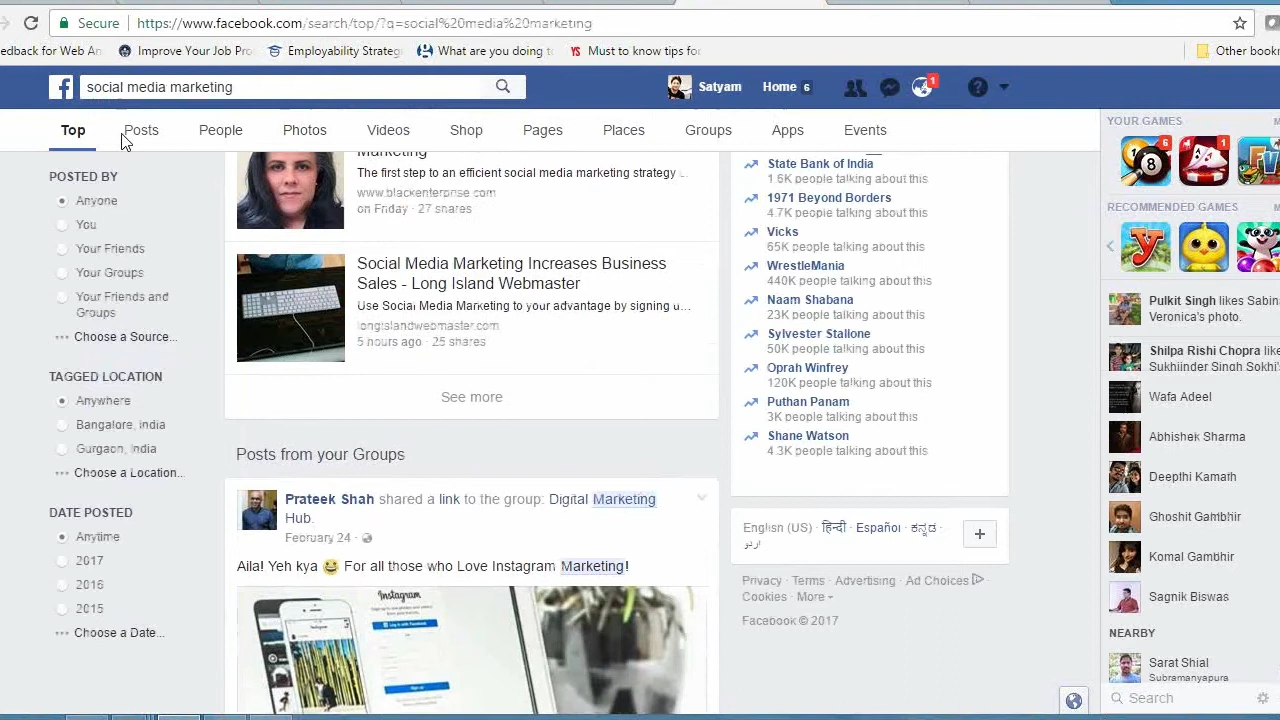 Secure https://www.facebook.com/search/top/?q=social%20media%20marketing
edback for Web An Improve Your Job Pro Employability Strateg What are you doing t Must to know tips for Other book
social media marketing
Satyam Home 6 1
Top Posts People Photos Videos Shop Pages Places Groups Apps Events
POSTED BY
Anyone
You
Your Friends
Your Groups
Your Friends and
Groups
Choose a Source...
TAGGED LOCATION
Anywhere
Bangalore, India
Gurgaon, India
Choose a Location...
DATE POSTED
Anytime
2017
2016
2015
Choose a Date...
Marketing
The first step to an efficient social media marketing strategy ..
www.blackenterprise.com
on Friday · 27 shares
Social Media Marketing Increases Business
Sales - Long Island Webmaster
Use Social Media Marketing to your advantage by signing u...
longislandwebmaster.com
5 hours ago · 25 shares
See more
Posts from your Groups
Prateek Shah shared a link to the group: Digital Marketing
Hub.
February 24 ·
Aila! Yeh kya 😂 For all those who Love Instagram Marketing!
Instagram
State Bank of India
1.6K people talking about this
1971 Beyond Borders
4.7K people talking about this
Vicks
65K people talking about this
WrestleMania
440K people talking about this
Naam Shabana
23K people talking about this
Sylvester Stallone
50K people talking about this
Oprah Winfrey
120K people talking about this
Puthan Panam
3K people talking about this
Shane Watson
4.3K people talking about this
English (US) · हिन्दी · Español · ಕನ್ನಡ ·
اردو
+
Privacy · Terms · Advertising · Ad Choices ·
Cookies · More
Facebook © 2017
YOUR GAMES M
6 1
RECOMMENDED GAMES M
Pulkit Singh likes Sabin
Veronica's photo.
Shilpa Rishi Chopra like
Sukhjinder Singh Sokhi's
Wafa Adeel
Abhishek Sharma
Deepthi Kamath
Ghoshit Gambhir
Komal Gambhir
Sagnik Biswas
NEARBY
Sarat Shial
Subramanyapura
Search